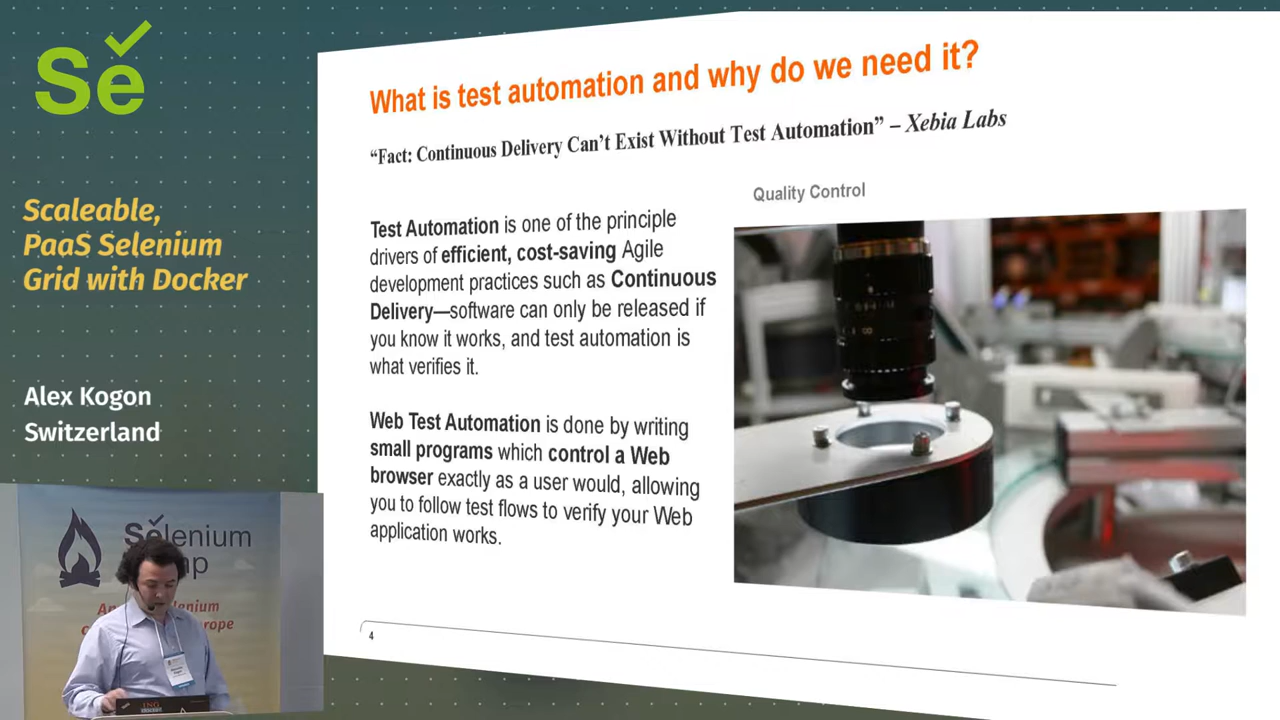 Se
Scaleable,
PaaS Selenium
Grid with Docker
Alex Kogon
Switzerland
What is test automation and why do we need it?
“Fact: Continuous Delivery Can’t Exist Without Test Automation” – Xebia Labs
Quality Control
Test Automation is one of the principle
drivers of efficient, cost-saving Agile
development practices such as Continuous
Delivery—software can only be released if
you know it works, and test automation is
what verifies it.
Web Test Automation is done by writing
small programs which control a Web
browser exactly as a user would, allowing
you to follow test flows to verify your Web
application works.
4
Selenium
ING